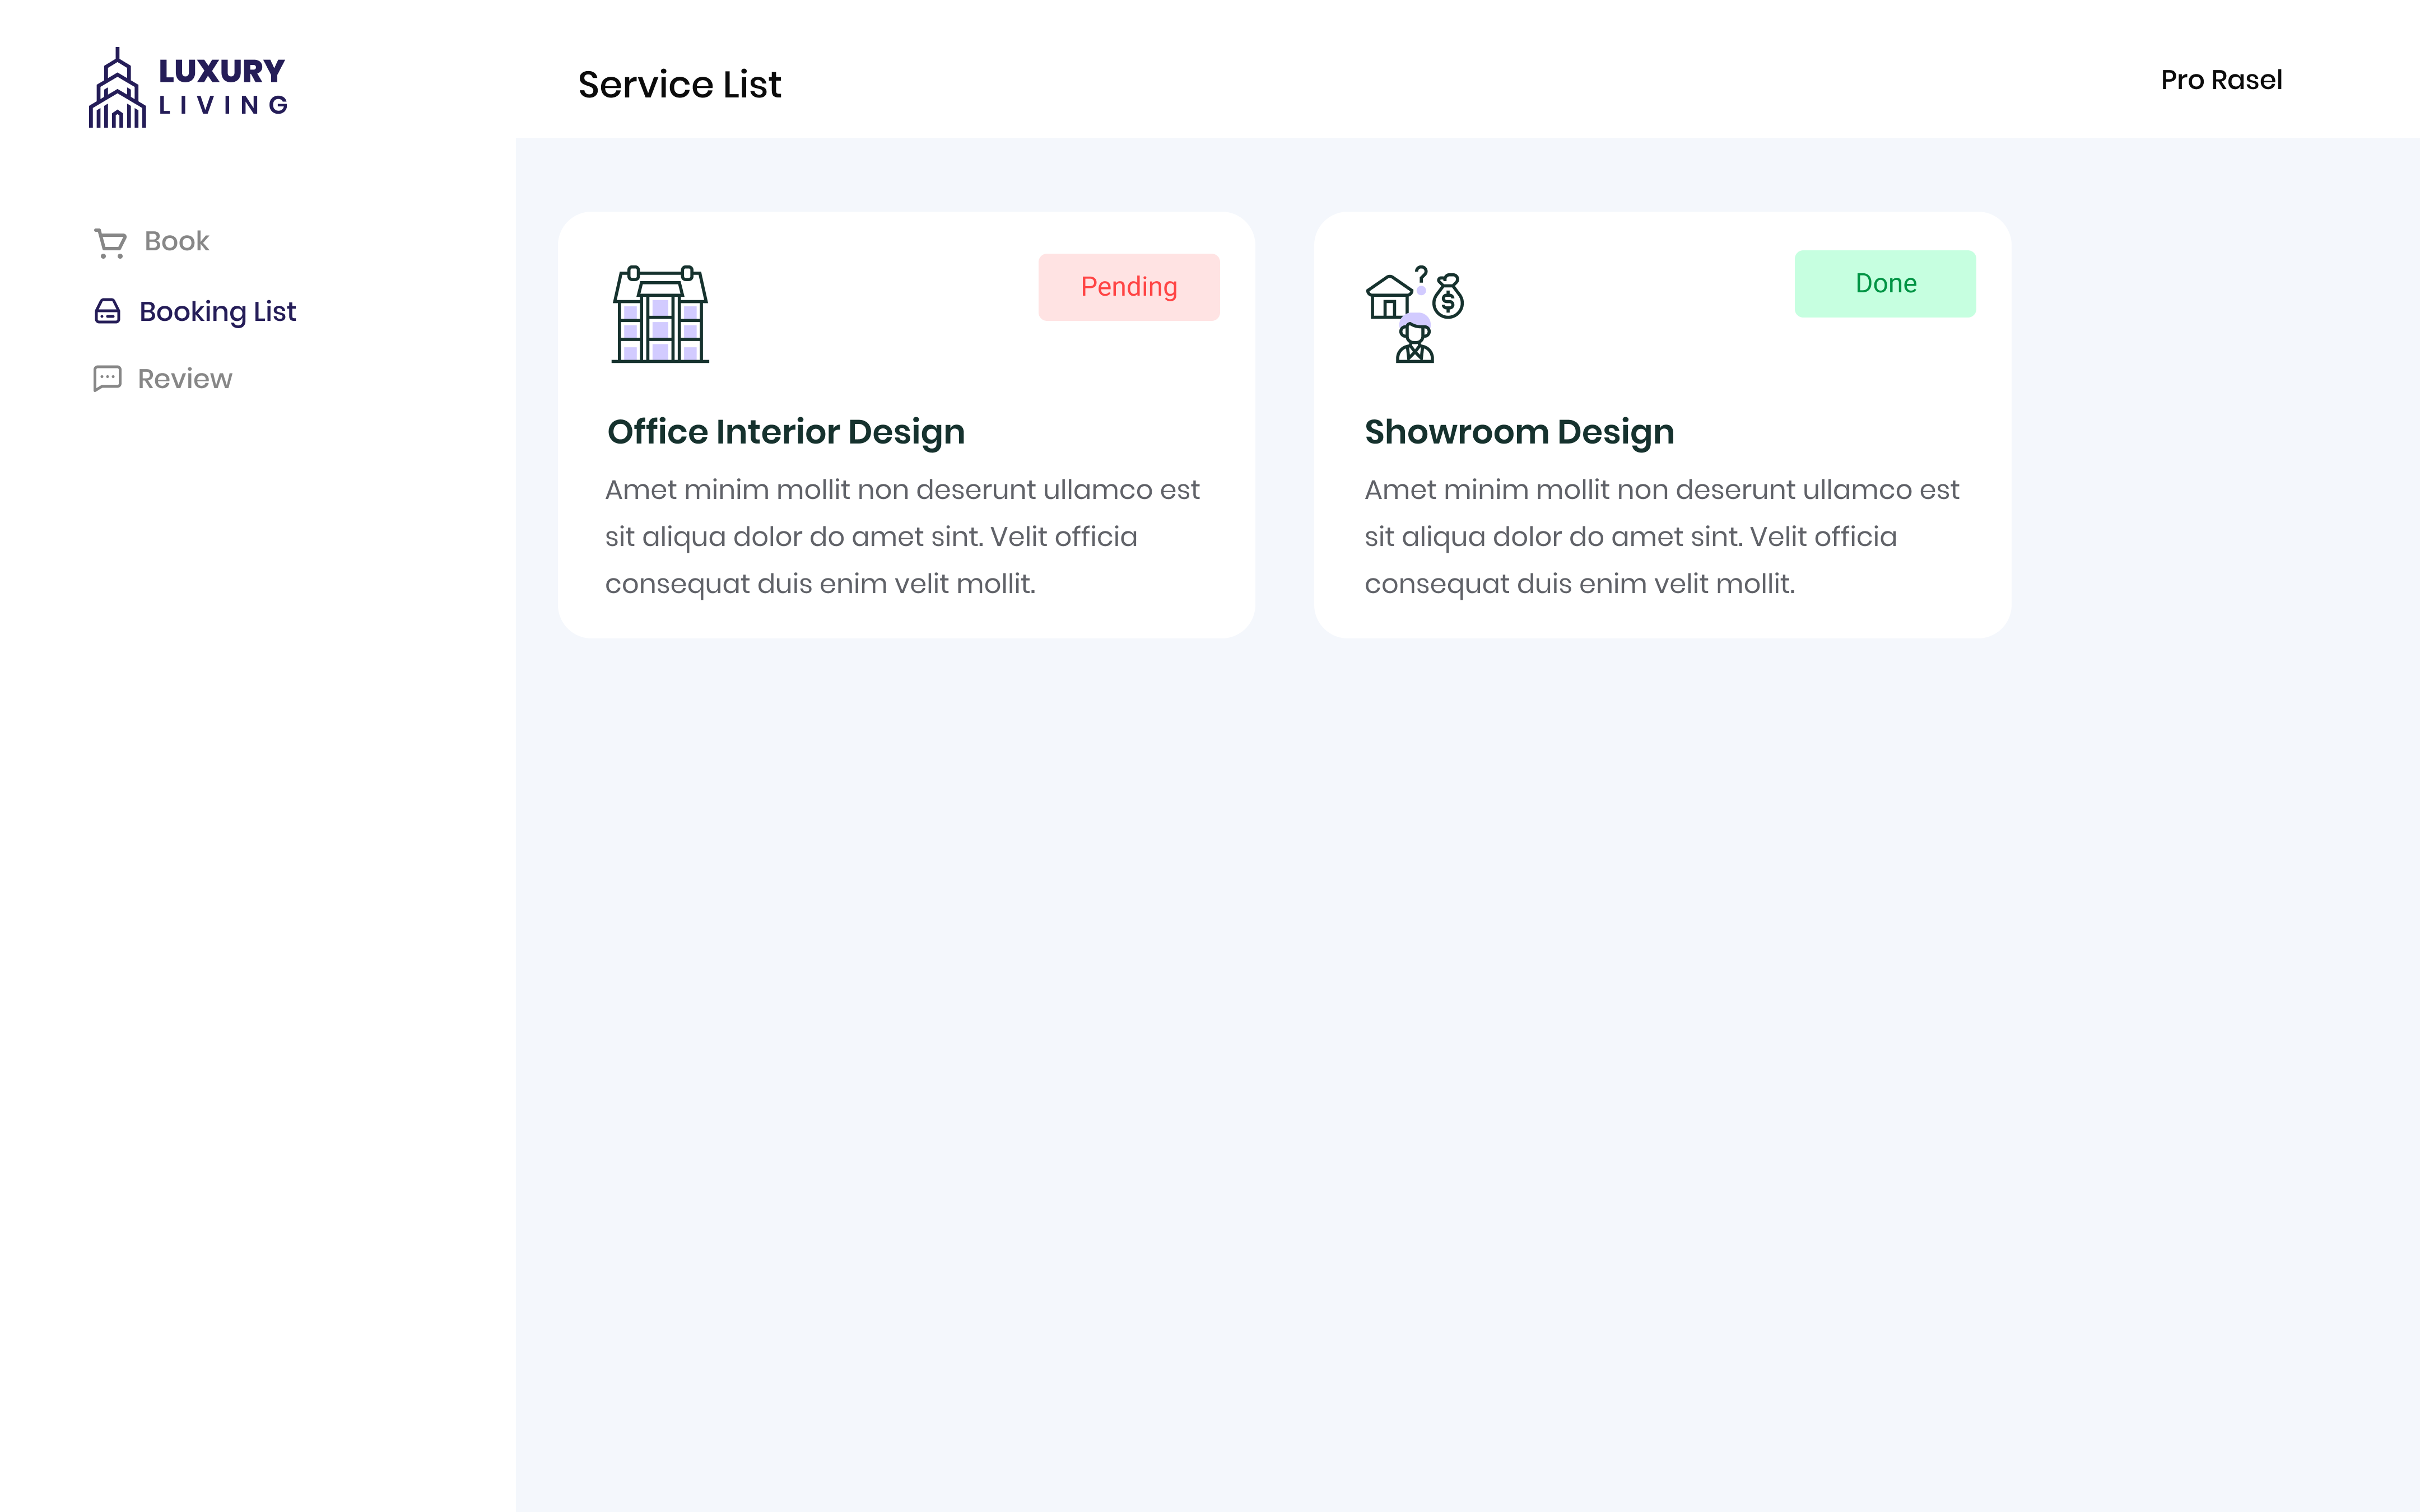 LUXURY
LIVING
Service List
Pro Rasel
Book
Booking List
Review
Pending
Office Interior Design
Amet minim mollit non deserunt ullamco est
sit aliqua dolor do amet sint. Velit officia
consequat duis enim velit mollit.
Done
Showroom Design
Amet minim mollit non deserunt ullamco est
sit aliqua dolor do amet sint. Velit officia
consequat duis enim velit mollit.